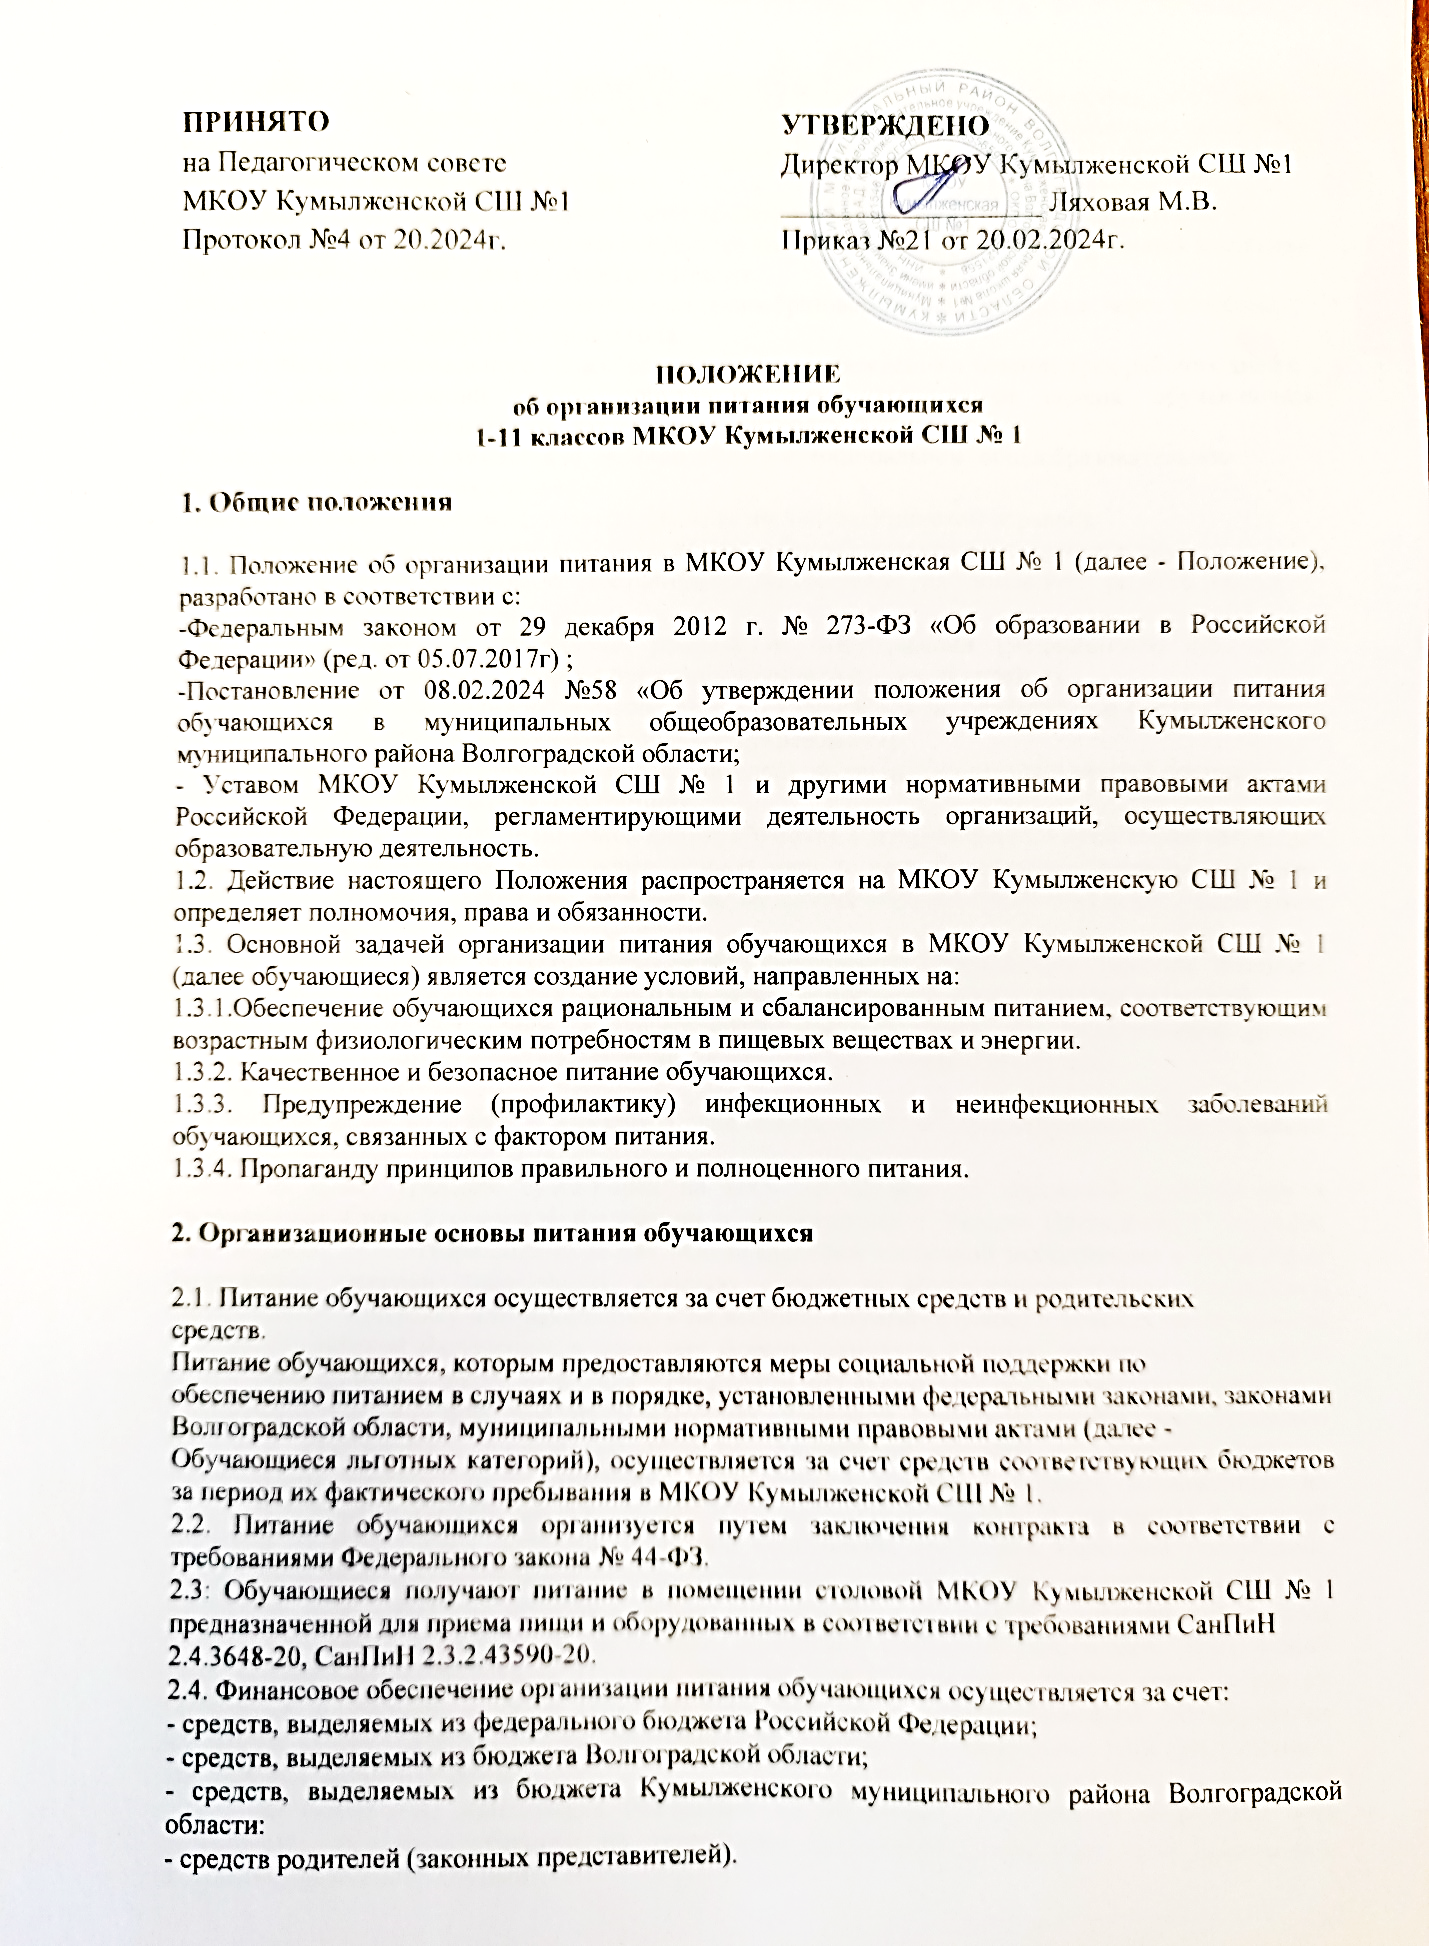 ПРИНЯТО
на Педагогическом совете
МКОУ Кумылженской СШ №1
Протокол №4 от 20.2024г.
УТВЕРЖДЕНО
Директор МКОУ Кумылженской СШ №1
Ляховая М.В.
Приказ №21 от 20.02.2024г.
ПОЛОЖЕНИЕ
об организации питания обучающихся
1-11 классов МКОУ Кумылженской СШ № 1
1. Общие положения
1.1. Положение об организации питания в МКОУ Кумылженская СШ № 1 (далее - Положение),
разработано в соответствии с:
-Федеральным законом от 29 декабря 2012 г. № 273-ФЗ «Об образовании в Российской
Федерации» (ред. от 05.07.2017г) ;
-Постановление от 08.02.2024 №58 «Об утверждении положения об организации питания
обучающихся в муниципальных общеобразовательных учреждениях Кумылженского
муниципального района Волгоградской области;
- Уставом МКОУ Кумылженской СШ № 1 и другими нормативными правовыми актами
Российской Федерации, регламентирующими деятельность организаций, осуществляющих
образовательную деятельность.
1.2. Действие настоящего Положения распространяется на МКОУ Кумылженскую СШ № 1 и
определяет полномочия, права и обязанности.
1.3. Основной задачей организации питания обучающихся в МКОУ Кумылженской СШ № 1
(далее обучающиеся) является создание условий, направленных на:
1.3.1.Обеспечение обучающихся рациональным и сбалансированным питанием, соответствующим
возрастным физиологическим потребностям в пищевых веществах и энергии.
1.3.2. Качественное и безопасное питание обучающихся.
1.3.3. Предупреждение (профилактику) инфекционных и неинфекционных заболеваний
обучающихся, связанных с фактором питания.
1.3.4. Пропаганду принципов правильного и полноценного питания.
2. Организационные основы питания обучающихся
2.1. Питание обучающихся осуществляется за счет бюджетных средств и родительских
средств.
Питание обучающихся, которым предоставляются меры социальной поддержки по
обеспечению питанием в случаях и в порядке, установленными федеральными законами, законами
Волгоградской области, муниципальными нормативными правовыми актами (далее -
Обучающиеся льготных категорий), осуществляется за счет средств соответствующих бюджетов
за период их фактического пребывания в МКОУ Кумылженской СШ № 1.
2.2. Питание обучающихся организуется путем заключения контракта в соответствии с
требованиями Федерального закона № 44-ФЗ.
2.3: Обучающиеся получают питание в помещении столовой МКОУ Кумылженской СШ № 1
предназначенной для приема пищи и оборудованных в соответствии с требованиями СанПиН
2.4.3648-20, СанПиН 2.3.2.43590-20.
2.4. Финансовое обеспечение организации питания обучающихся осуществляется за счет:
- средств, выделяемых из федерального бюджета Российской Федерации;
- средств, выделяемых из бюджета Волгоградской области;
- средств, выделяемых из бюджета Кумылженского муниципального района Волгоградской
области:
- средств родителей (законных представителей).